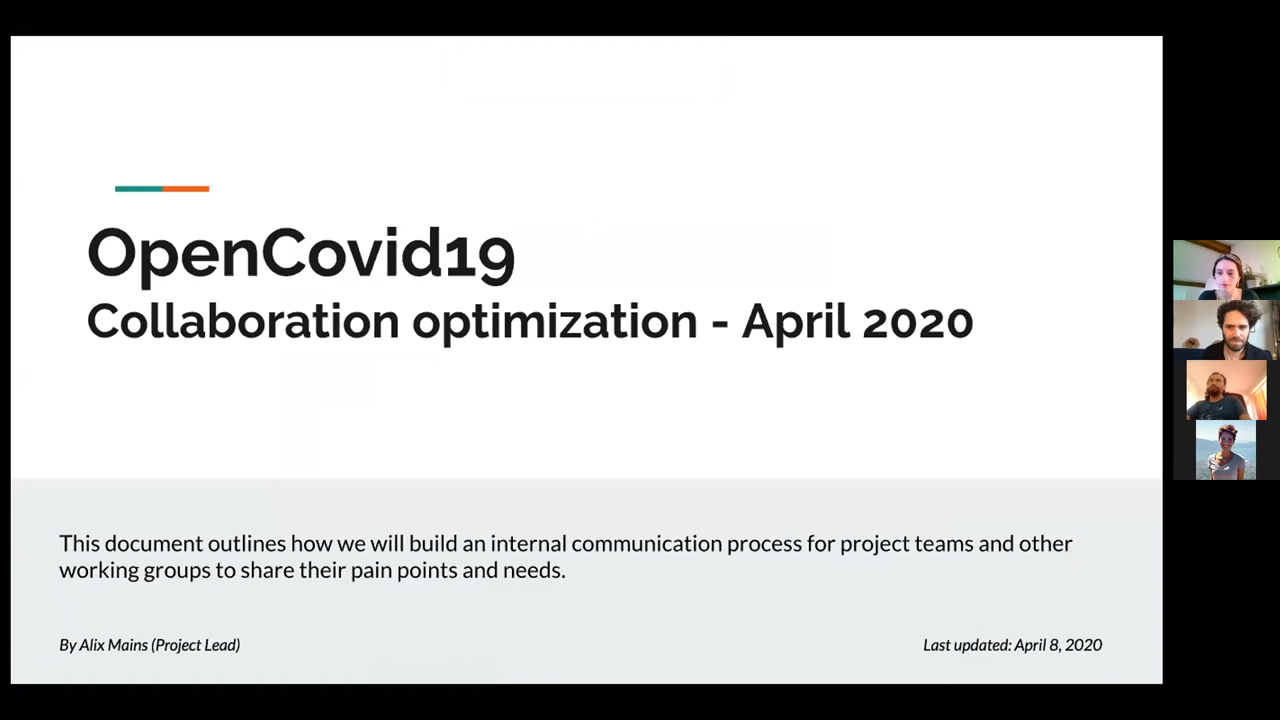 OpenCovid19
Collaboration optimization - April 2020
This document outlines how we will build an internal communication process for project teams and other
working groups to share their pain points and needs.
By Alix Mains (Project Lead)
Last updated: April 8, 2020